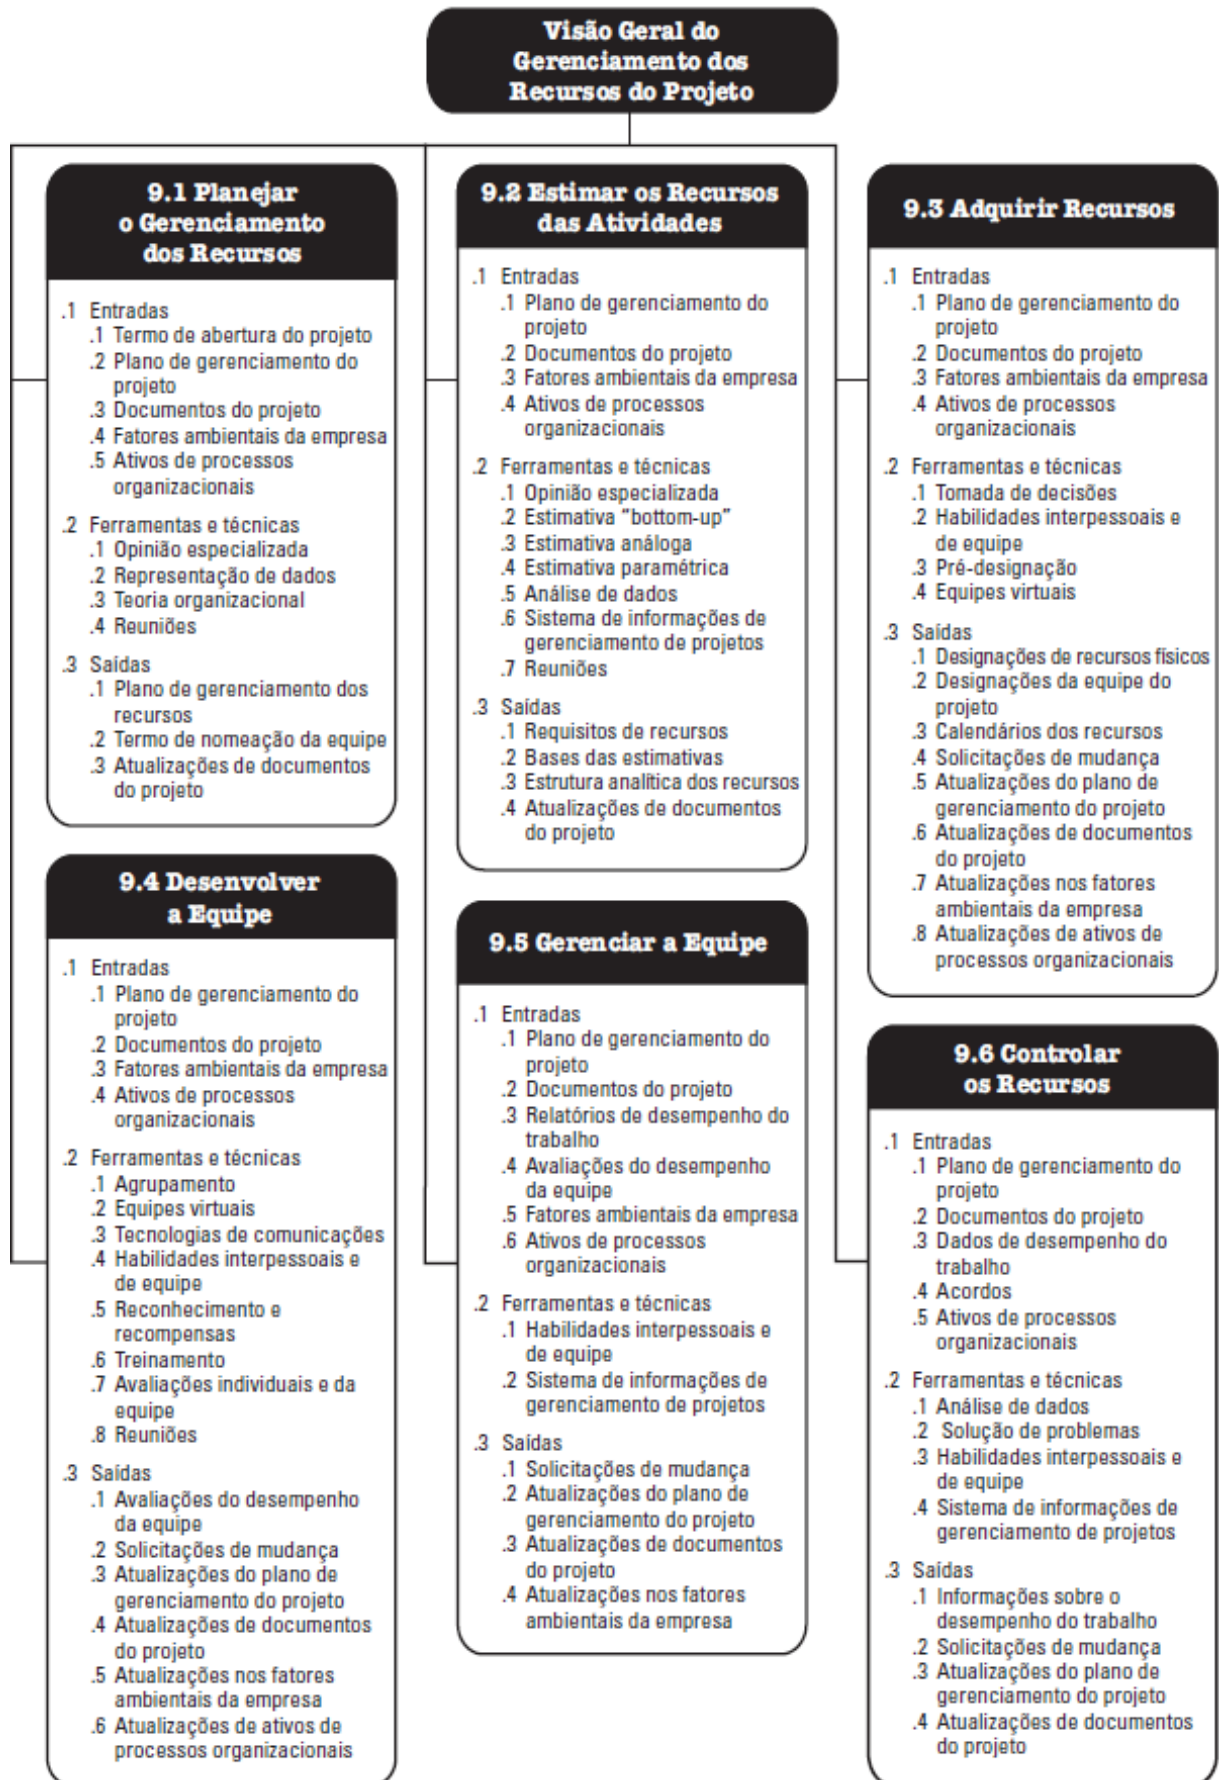 Visão Geral do
Gerenciamento dos
Recursos do Projeto
9.1 Planejar
o Gerenciamento
dos Recursos
.1 Entradas
.1 Termo de abertura do projeto
.2 Plano de gerenciamento do
projeto
.3 Documentos do projeto
.4 Fatores ambientais da empresa
.5 Ativos de processos
organizacionais
.2 Ferramentas e técnicas
.1 Opinião especializada
.2 Representação de dados
.3 Teoria organizacional
.4 Reuniões
.3 Saídas
.1 Plano de gerenciamento dos
recursos
.2 Termo de nomeação da equipe
.3 Atualizações de documentos
do projeto
9.2 Estimar os Recursos
das Atividades
.1 Entradas
.1 Plano de gerenciamento do
projeto
.2 Documentos do projeto
.3 Fatores ambientais da empresa
.4 Ativos de processos
organizacionais
.2 Ferramentas e técnicas
.1 Opinião especializada
.2 Estimativa “bottom-up”
.3 Estimativa análoga
.4 Estimativa paramétrica
.5 Análise de dados
.6 Sistema de informações de
gerenciamento de projetos
.7 Reuniões
.3 Saídas
.1 Requisitos de recursos
.2 Bases das estimativas
.3 Estrutura analítica dos recursos
.4 Atualizações de documentos
do projeto
9.3 Adquirir Recursos
.1 Entradas
.1 Plano de gerenciamento do
projeto
.2 Documentos do projeto
.3 Fatores ambientais da empresa
.4 Ativos de processos
organizacionais
.2 Ferramentas e técnicas
.1 Tomada de decisões
.2 Habilidades interpessoais e
de equipe
.3 Pré-designação
.4 Equipes virtuais
.3 Saídas
.1 Designações de recursos físicos
.2 Designações da equipe do
projeto
.3 Calendários dos recursos
.4 Solicitações de mudança
.5 Atualizações do plano de
gerenciamento do projeto
.6 Atualizações de documentos
do projeto
.7 Atualizações nos fatores
ambientais da empresa
.8 Atualizações de ativos de
processos organizacionais
9.4 Desenvolver
a Equipe
.1 Entradas
.1 Plano de gerenciamento do
projeto
.2 Documentos do projeto
.3 Fatores ambientais da empresa
.4 Ativos de processos
organizacionais
.2 Ferramentas e técnicas
.1 Agrupamento
.2 Equipes virtuais
.3 Tecnologias de comunicações
.4 Habilidades interpessoais e
de equipe
.5 Reconhecimento e
recompensas
.6 Treinamento
.7 Avaliações individuais e da
equipe
.8 Reuniões
.3 Saídas
.1 Avaliações do desempenho
da equipe
.2 Solicitações de mudança
.3 Atualizações do plano de
gerenciamento do projeto
.4 Atualizações de documentos
do projeto
.5 Atualizações nos fatores
ambientais da empresa
.6 Atualizações de ativos de
processos organizacionais
9.5 Gerenciar a Equipe
.1 Entradas
.1 Plano de gerenciamento do
projeto
.2 Documentos do projeto
.3 Relatórios de desempenho do
trabalho
.4 Avaliações do desempenho
da equipe
.5 Fatores ambientais da empresa
.6 Ativos de processos
organizacionais
.2 Ferramentas e técnicas
.1 Habilidades interpessoais e
de equipe
.2 Sistema de informações de
gerenciamento de projetos
.3 Saídas
.1 Solicitações de mudança
.2 Atualizações do plano de
gerenciamento do projeto
.3 Atualizações de documentos
do projeto
.4 Atualizações nos fatores
ambientais da empresa
9.6 Controlar
os Recursos
.1 Entradas
.1 Plano de gerenciamento do
projeto
.2 Documentos do projeto
.3 Dados de desempenho do
trabalho
.4 Acordos
.5 Ativos de processos
organizacionais
.2 Ferramentas e técnicas
.1 Análise de dados
.2 Solução de problemas
.3 Habilidades interpessoais e
de equipe
.4 Sistema de informações de
gerenciamento de projetos
.3 Saídas
.1 Informações sobre o
desempenho do trabalho
.2 Solicitações de mudança
.3 Atualizações do plano de
gerenciamento do projeto
.4 Atualizações de documentos
do projeto